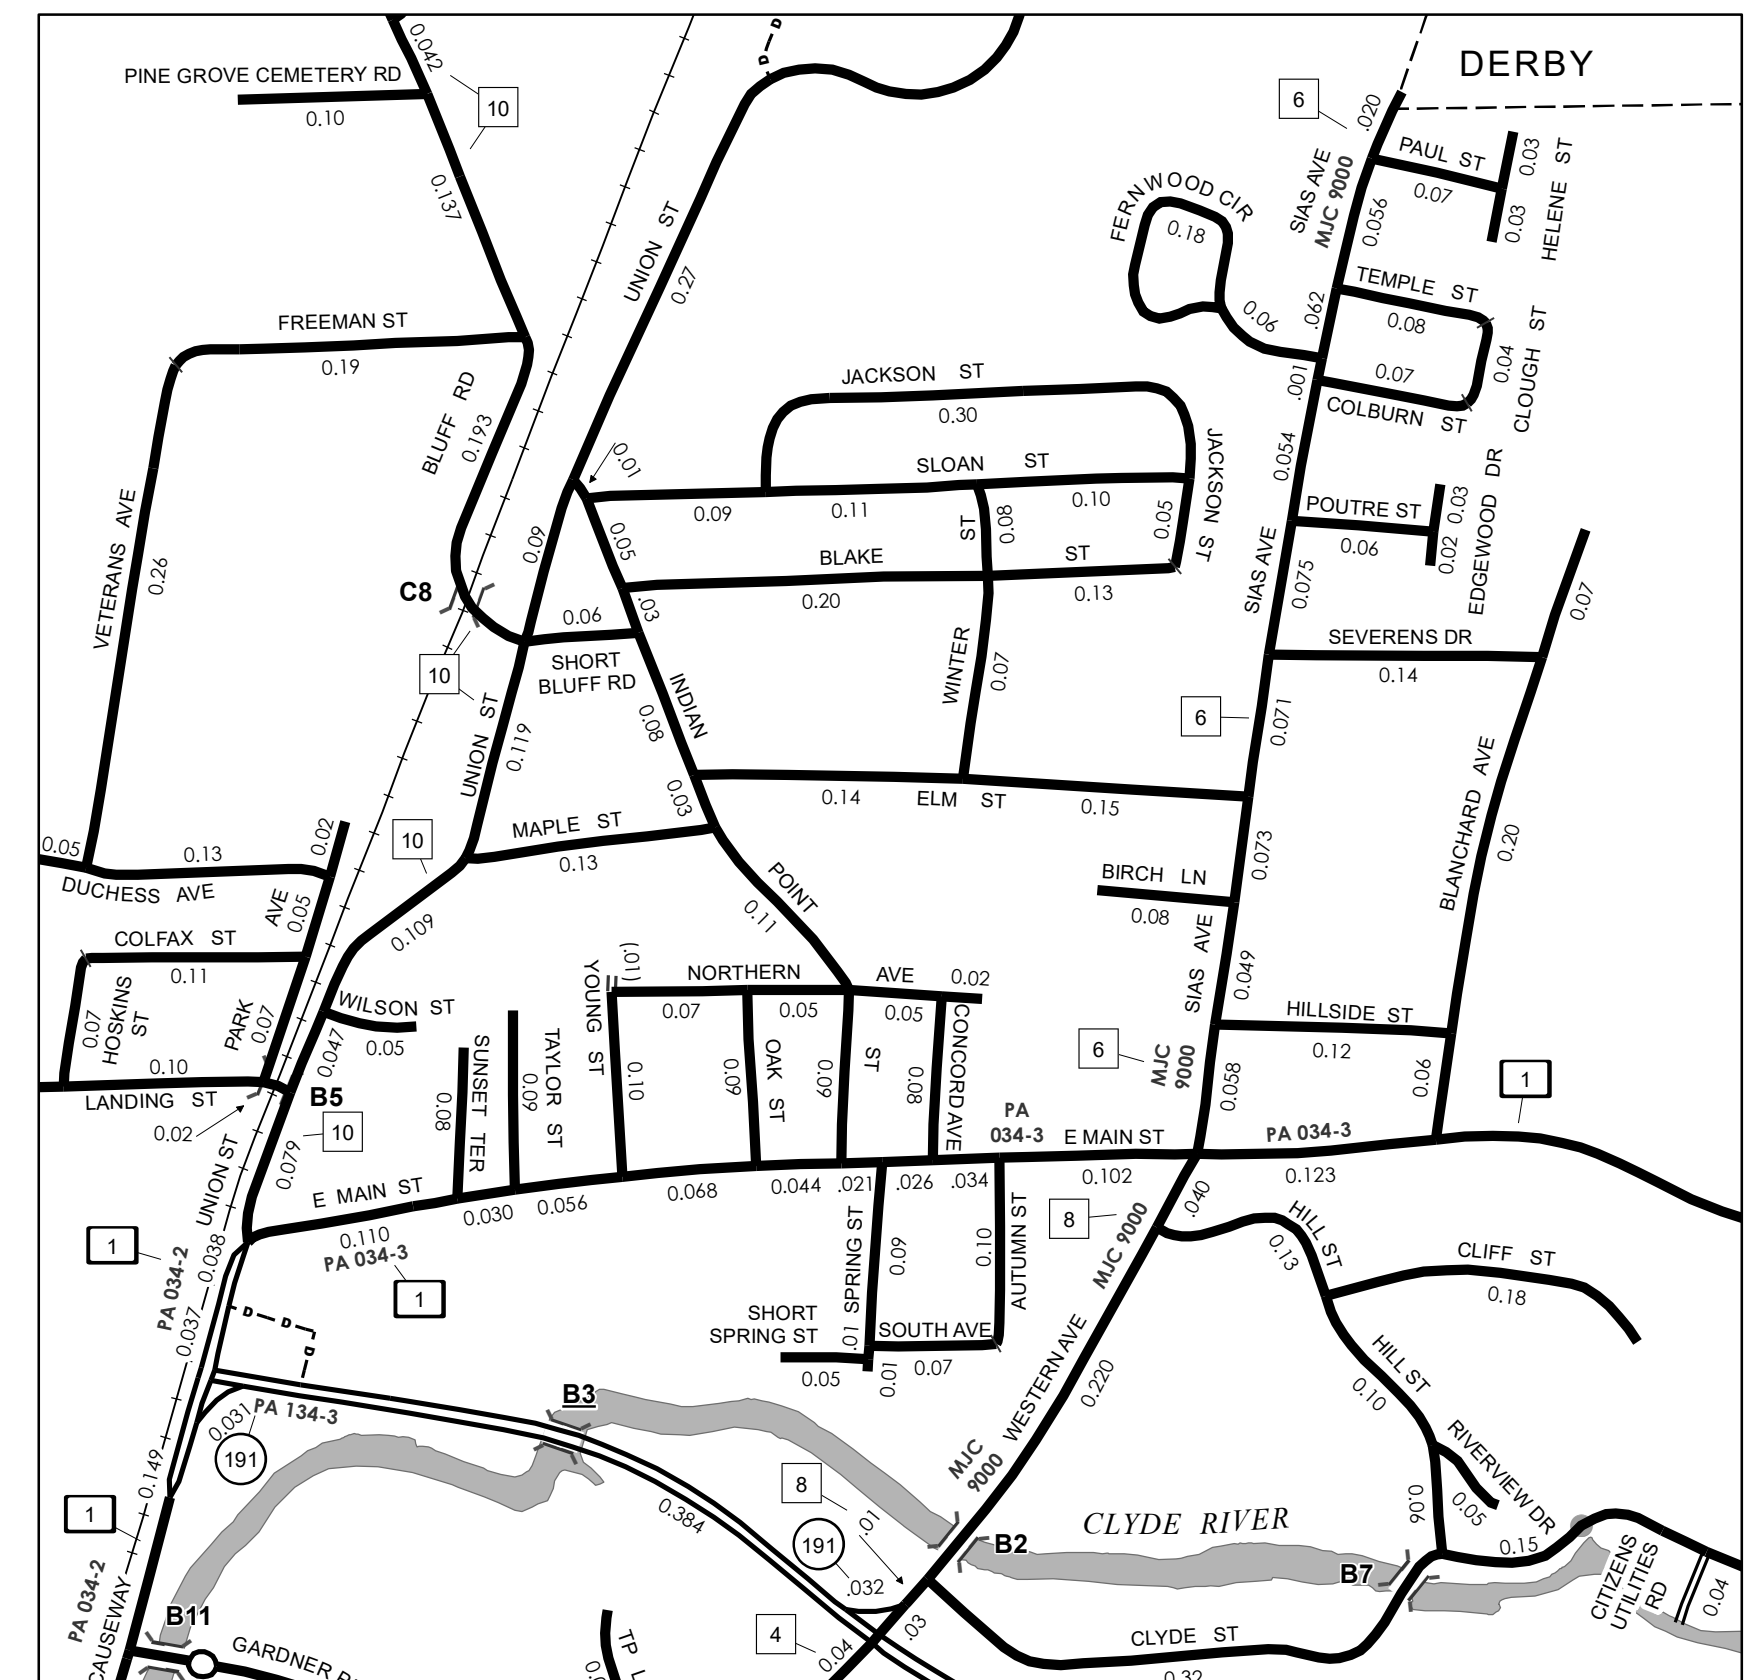 DERBY
0.042
PINE GROVE CEMETERY RD
0.10
10
D
D
6
.020
PAUL ST
0.07
0.03
0.03
HELENE ST
SIAS AVE
MJC 9000
0.056
0.137
UNION ST
0.27
FERNWOOD CIR
0.18
0.06
.062
TEMPLE ST
0.08
0.04
CLOUGH ST
0.07
COLBURN ST
.001
FREEMAN ST
0.19
BLUFF RD
0.193
JACKSON ST
0.30
0.01
SLOAN ST
0.09
0.11
0.10
JACKSON ST
0.05
0.054
POUTRE ST
0.06
0.03
0.02
EDGEWOOD DR
VETERANS AVE
0.26
0.09
0.05
ST
0.08
BLAKE ST
0.20
0.13
SIAS AVE
0.075
0.07
C8
.03
0.06
SHORT
BLUFF RD
10
SEVERENS DR
0.14
INDIAN
0.08
WINTER
0.07
6
0.071
UNION ST
0.119
BLANCHARD AVE
0.20
0.03
0.14
ELM ST
0.15
MAPLE ST
0.13
10
0.05
0.13
0.02
DUCHESS AVE
AVE
0.05
0.073
BIRCH LN
0.08
POINT
0.11
0.109
COLFAX ST
0.11
SIAS AVE
0.049
0.07
HOSKINS
ST
PARK
0.07
WILSON ST
0.05
0.047
YOUNG ST
(.01)
NORTHERN AVE
0.02
0.07
0.05
0.05
HILLSIDE ST
0.12
0.10
LANDING ST
0.02
B5
10
SUNSET TER
0.08
TAYLOR ST
0.09
0.10
0.09
OAK ST
0.09
ST
0.08
CONCORD AVE
6
MJC
9000
0.058
0.06
1
PA
034-3
E MAIN ST
PA 034-3
0.102
0.123
0.079
UNION ST
E MAIN ST
0.110
PA 034-3
0.030
0.056
0.068
0.044
.021
.026
.034
1
1
PA 034-2
0.038
0.037
8
MJC 9000
.040
HILL ST
0.13
CLIFF ST
0.18
SPRING ST
0.09
0.10
AUTUMN ST
SHORT
SPRING ST
.01
SOUTH AVE
0.05
0.01
0.07
D
D
D
WESTERN AVE
0.220
HILL ST
0.10
0.031
PA 134-3
191
B3
0.149
1
0.384
MJC
9000
8
.01
191
.032
B2
CLYDE RIVER
RIVERVIEW DR
0.05
0.06
0.15
B7
CITIZENS
UTILITIES
RD
0.04
PA 034-2
CAUSEWAY
B11
GARDNER
TP
4
0.04
.03
CLYDE ST
0.32